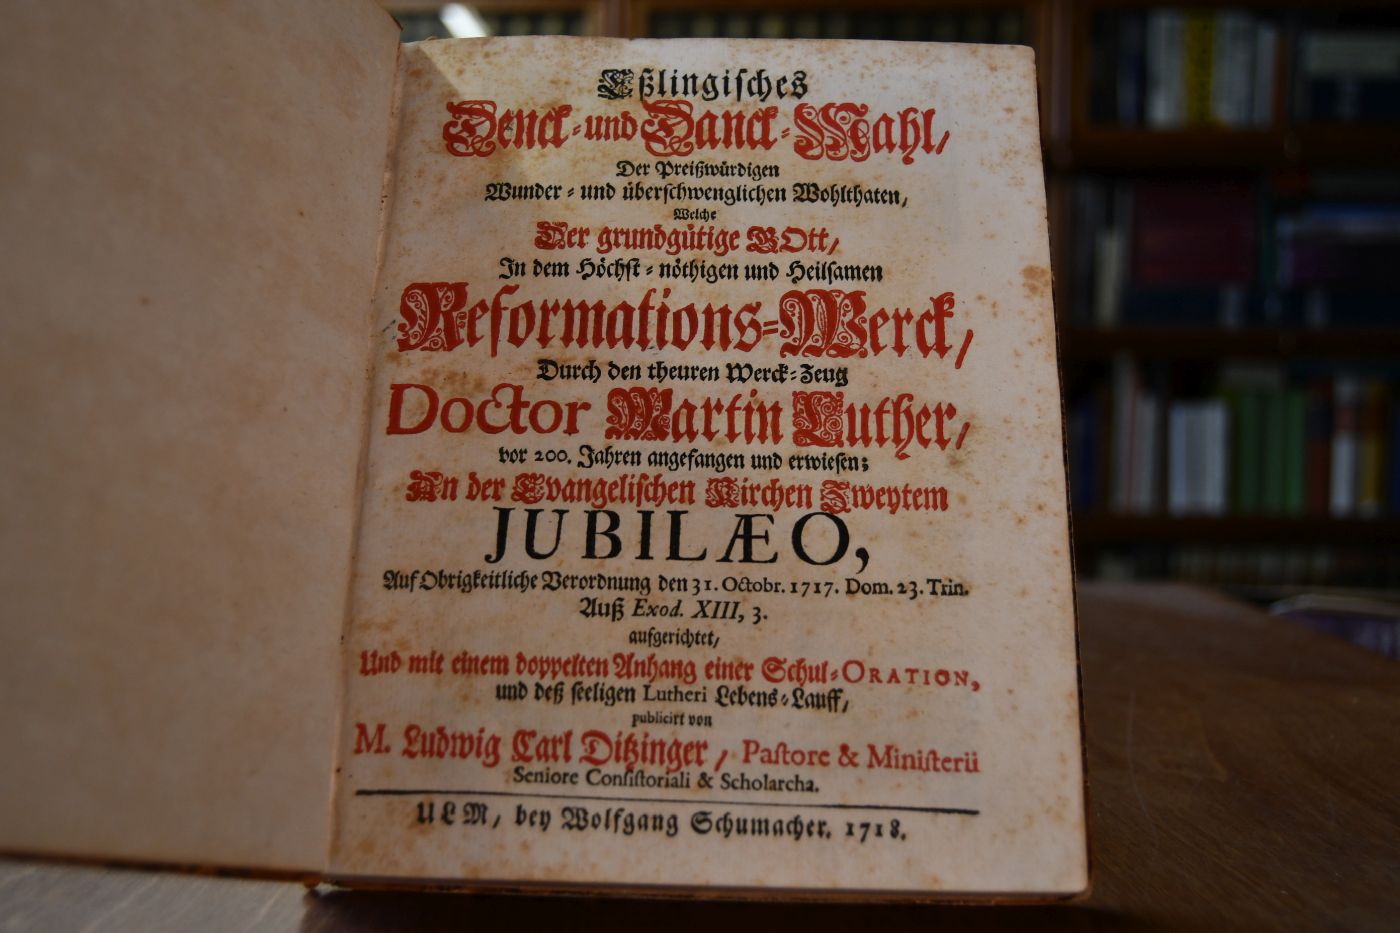 Eßlingisches
Denck-und Danck-Mahl,
Der Preißwürdigen
Wunder- und überschwenglichen Wohlthaten,
Welche
Der grundgütige GOtt,
In dem Höchst-nöthigen und Heilsamen
Reformations-Werck,
Durch den theuren Werck-Zeug
Doctor Martin Luther,
vor 200. Jahren angefangen und erwiesen;
An der Evangelischen Kirchen Zweytem
JUBILÆO,
Auf Obrigkeitliche Verordnung den 31. Octobr. 1717. Dom. 23. Trin.
Auß Exod. XIII, 3.
aufgerichtet,
Und mit einem doppelten Anhang einer Schul-ORATION,
und deß seeligen Lutheri Lebens-Lauff,
publicirt von
M. Ludwig Carl Ditzinger, Pastore & Ministerii
Seniore Consistoriali & Scholarcha.
ULM, bey Wolfgang Schumacher. 1718.